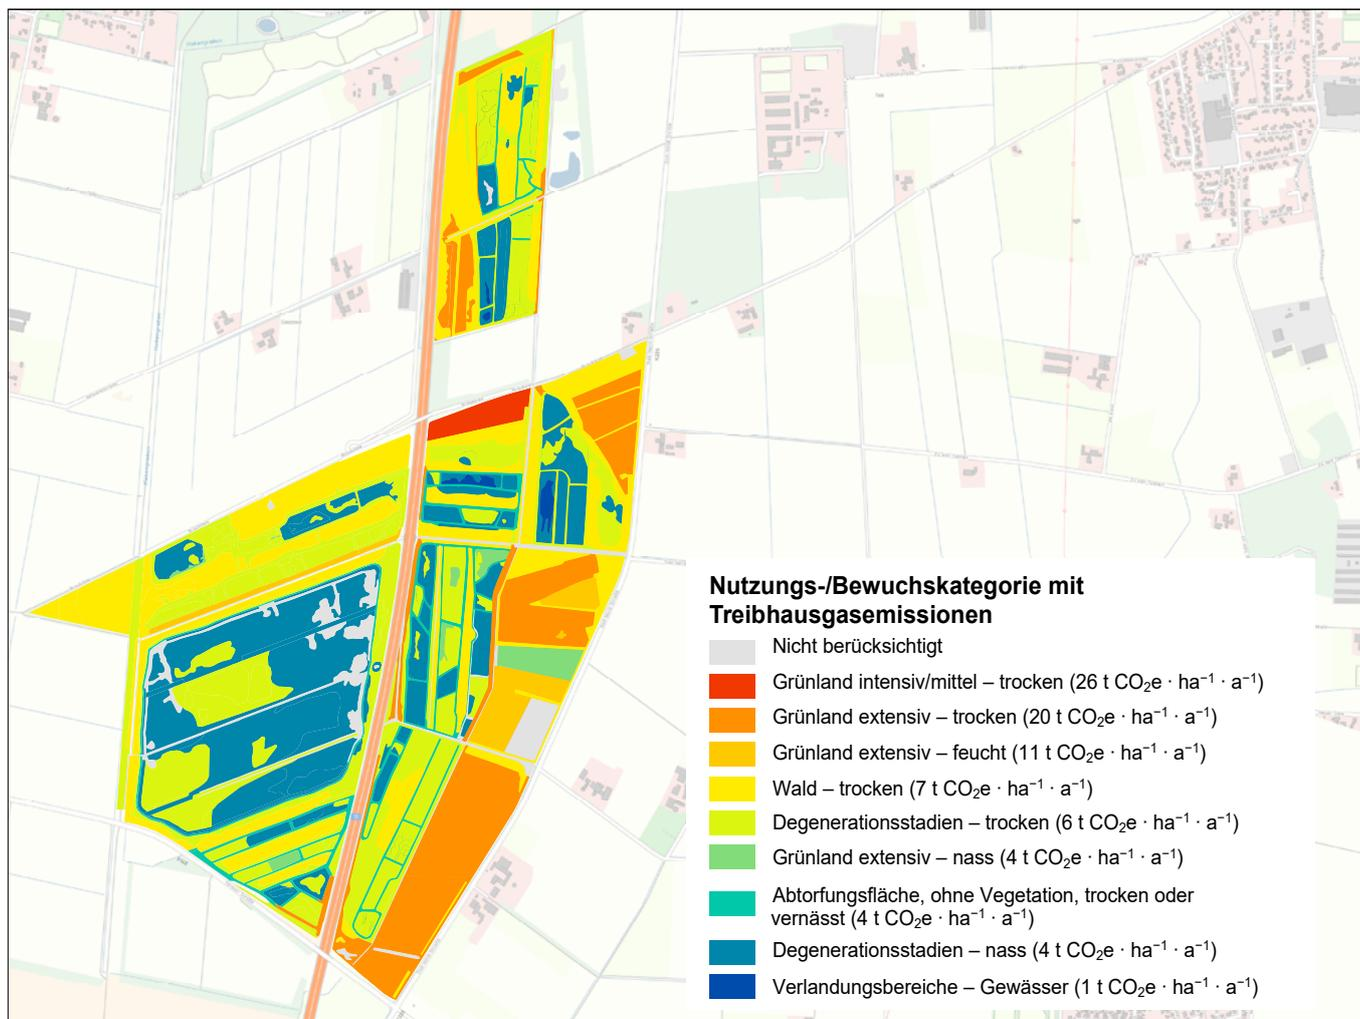 Nutzungs-/Bewuchskategorie mit
Treibhausgasemissionen
Nicht berücksichtigt
Grünland intensiv/mittel – trocken (26 t CO₂e · ha⁻¹ · a⁻¹)
Grünland extensiv – trocken (20 t CO₂e · ha⁻¹ · a⁻¹)
Grünland extensiv – feucht (11 t CO₂e · ha⁻¹ · a⁻¹)
Wald – trocken (7 t CO₂e · ha⁻¹ · a⁻¹)
Degenerationsstadien – trocken (6 t CO₂e · ha⁻¹ · a⁻¹)
Grünland extensiv – nass (4 t CO₂e · ha⁻¹ · a⁻¹)
Abtorfungsfläche, ohne Vegetation, trocken oder
vernässt (4 t CO₂e · ha⁻¹ · a⁻¹)
Degenerationsstadien – nass (4 t CO₂e · ha⁻¹ · a⁻¹)
Verlandungsbereiche – Gewässer (1 t CO₂e · ha⁻¹ · a⁻¹)